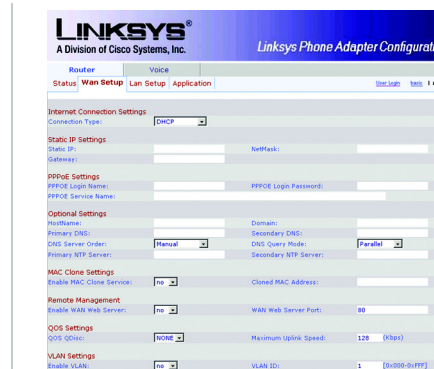 LINKSYS®
A Division of Cisco Systems, Inc.
Linksys Phone Adapter Configurati
Router Voice
Status Wan Setup Lan Setup Application User Login basic |
Internet Connection Settings
Connection Type: DHCP
Static IP Settings
Static IP: NetMask:
Gateway:
PPPoE Settings
PPPOE Login Name: PPPOE Login Password:
PPPOE Service Name:
Optional Settings
HostName: Domain:
Primary DNS: Secondary DNS:
DNS Server Order: Manual DNS Query Mode: Parallel
Primary NTP Server: Secondary NTP Server:
MAC Clone Settings
Enable MAC Clone Service: no Cloned MAC Address:
Remote Management
Enable WAN Web Server: no WAN Web Server Port: 80
QOS Settings
QOS QDisc: NONE Maximum Uplink Speed: 128 (Kbps)
VLAN Settings
Enable VLAN: no VLAN ID: 1 [0x000-0xFFF]